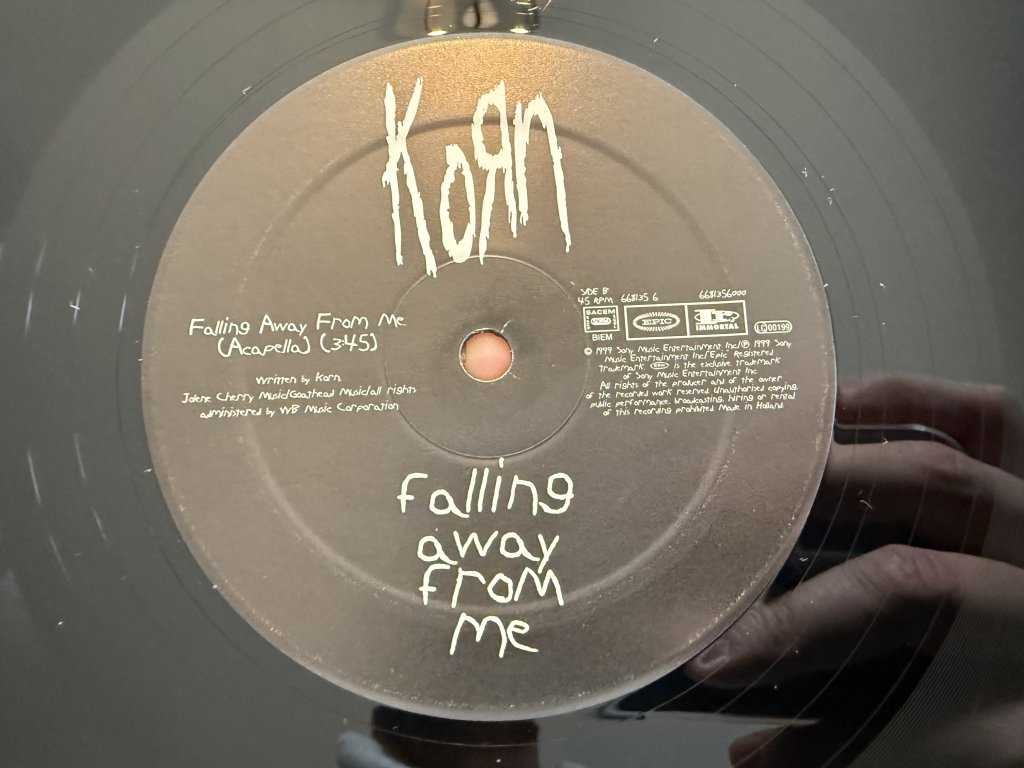 KoRn
Falling Away From Me
(Acapella) (3:45)
Written by Korn
Jolene Cherry Music/Goathead Music/all rights
administered by WB Music Corporation
SIDE B
45 RPM 668135 6 6681356000
SACEM
BIEM
EPIC
IMMORTAL
LC00199
© 1999 Sony Music Entertainment Inc/℗ 1999 Sony
Music Entertainment Inc/Epic Registered
Trademark EPIC is the exclusive trademark
of Sony Music Entertainment Inc
All rights of the producer and of the owner
of the recorded work reserved Unauthorised copying,
public performance, broadcasting, hiring or rental
of this recording prohibited Made in Holland
Falling
away
from
me